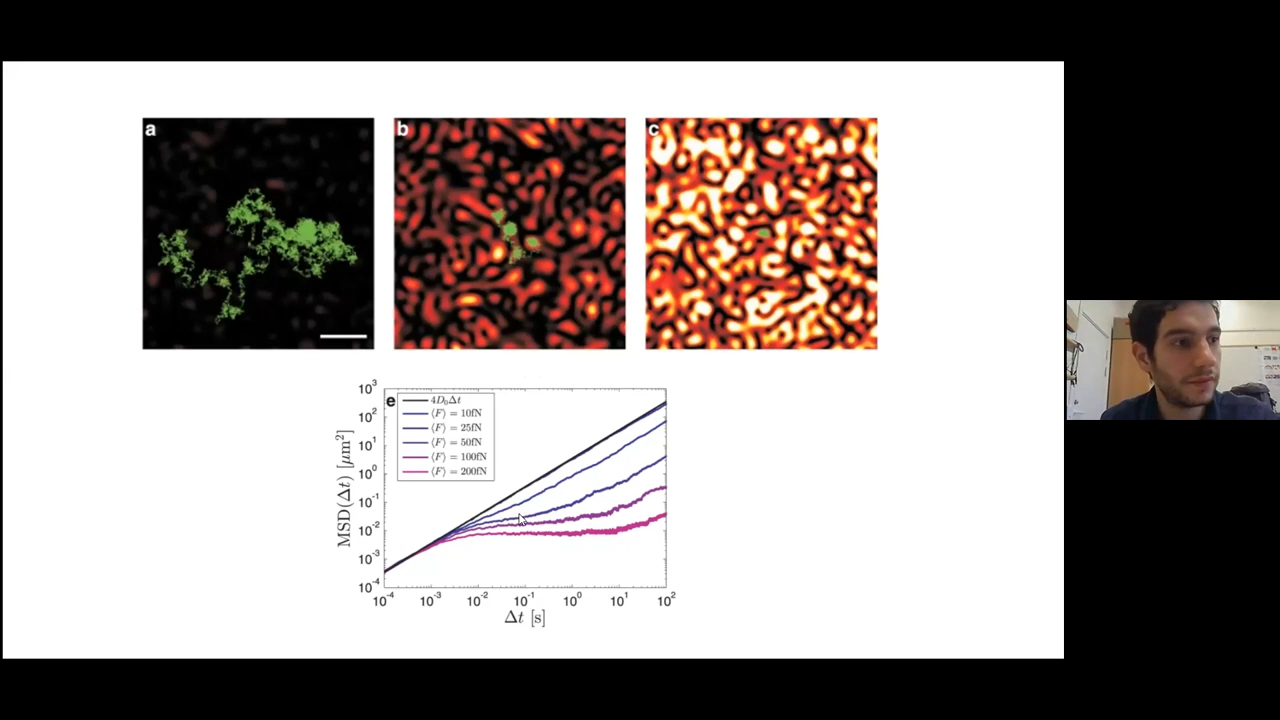 a
b
c
e
4D₀Δt
⟨F⟩ = 10fN
⟨F⟩ = 25fN
⟨F⟩ = 50fN
⟨F⟩ = 100fN
⟨F⟩ = 200fN
MSD(Δt) [μm²]
10³
10²
10¹
10⁰
10⁻¹
10⁻²
10⁻³
10⁻⁴
10⁻⁴ 10⁻³ 10⁻² 10⁻¹ 10⁰ 10¹ 10²
Δt [s]